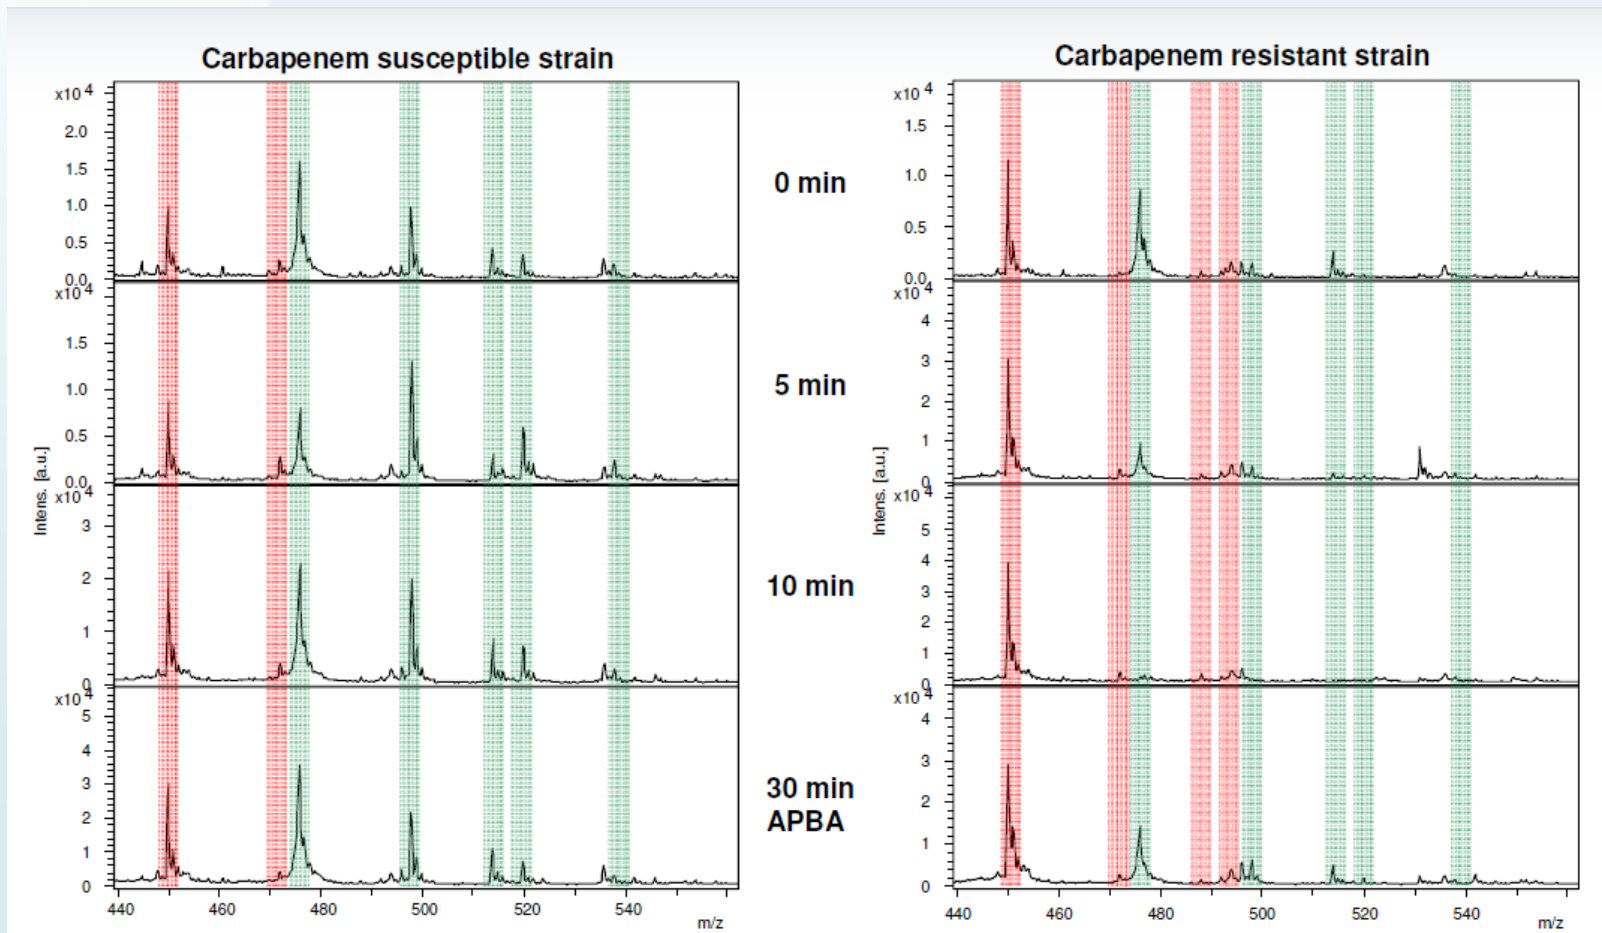 Carbapenem susceptible strain
Carbapenem resistant strain
x10 4
2.0
1.5
1.0
0.5
0.0
0 min
x10 4
1.5
1.0
0.5
0.0
x10 4
1.5
1.0
0.5
0.0
5 min
x10 4
4
3
2
1
0
Intens. [a.u.]
Intens. [a.u.]
x10 4
3
2
1
0
10 min
x10 4
5
4
3
2
1
0
x10 4
5
4
3
2
1
0
30 min
APBA
x10 4
4
3
2
1
0
440
460
480
500
520
540
m/z
440
460
480
500
520
540
m/z